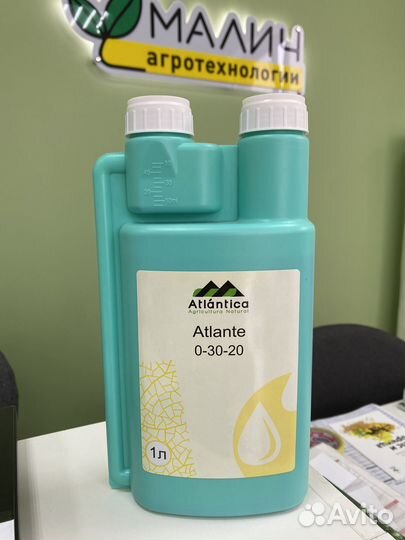 МАЛИН
агротехнологии
Atlántica
Agricultura Natural
Atlante
0-30-20
1л
Avito